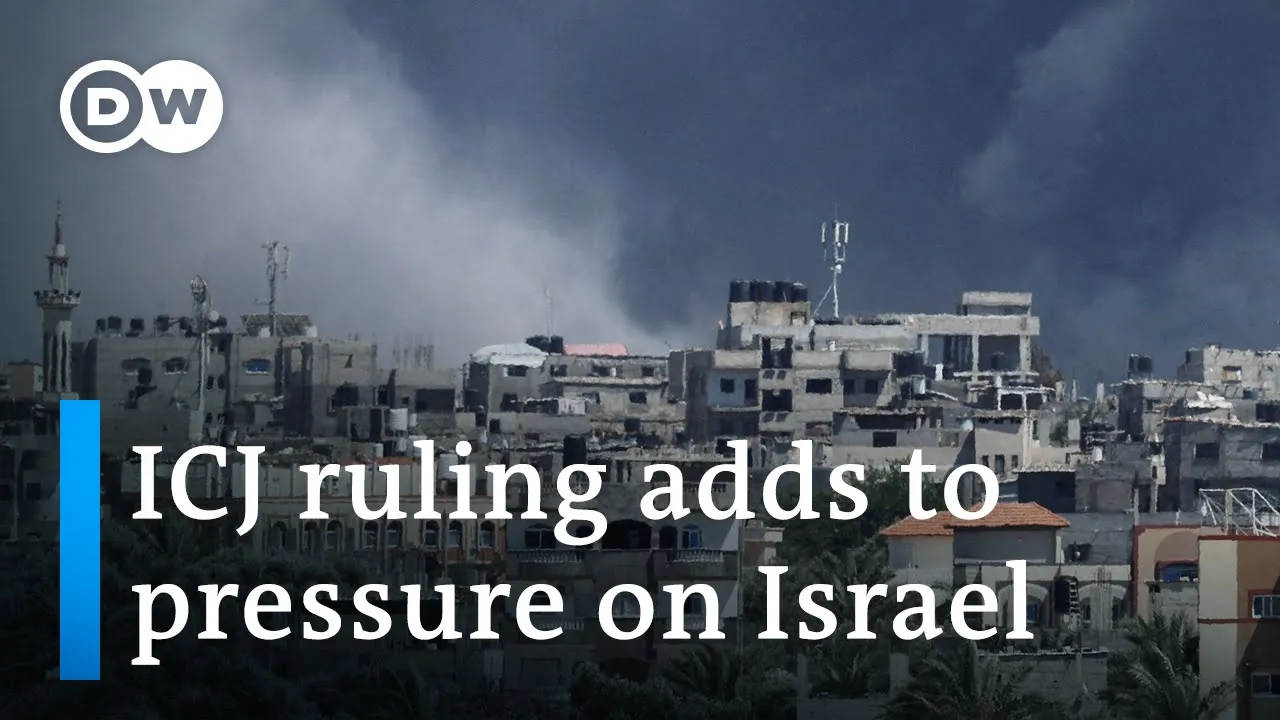 DW
ICJ ruling adds to
pressure on Israel